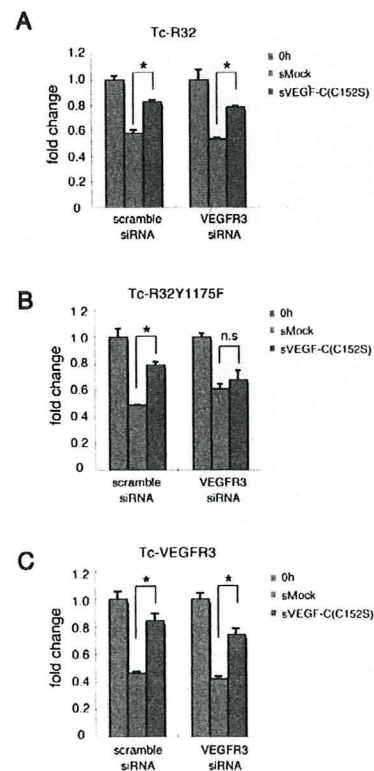 A
Tc-R32
fold change
1.2
1.0
0.8
0.6
0.4
0.2
0
*
*
0h
sMock
sVEGF-C(C152S)
scramble
siRNA
VEGFR3
siRNA
B
Tc-R32Y1175F
fold change
1.2
1.0
0.8
0.6
0.4
0.2
0
*
n.s
0h
sMock
sVEGF-C(C152S)
scramble
siRNA
VEGFR3
siRNA
C
Tc-VEGFR3
fold change
1.2
1.0
0.8
0.6
0.4
0.2
0
*
*
0h
sMock
sVEGF-C(C152S)
scramble
siRNA
VEGFR3
siRNA